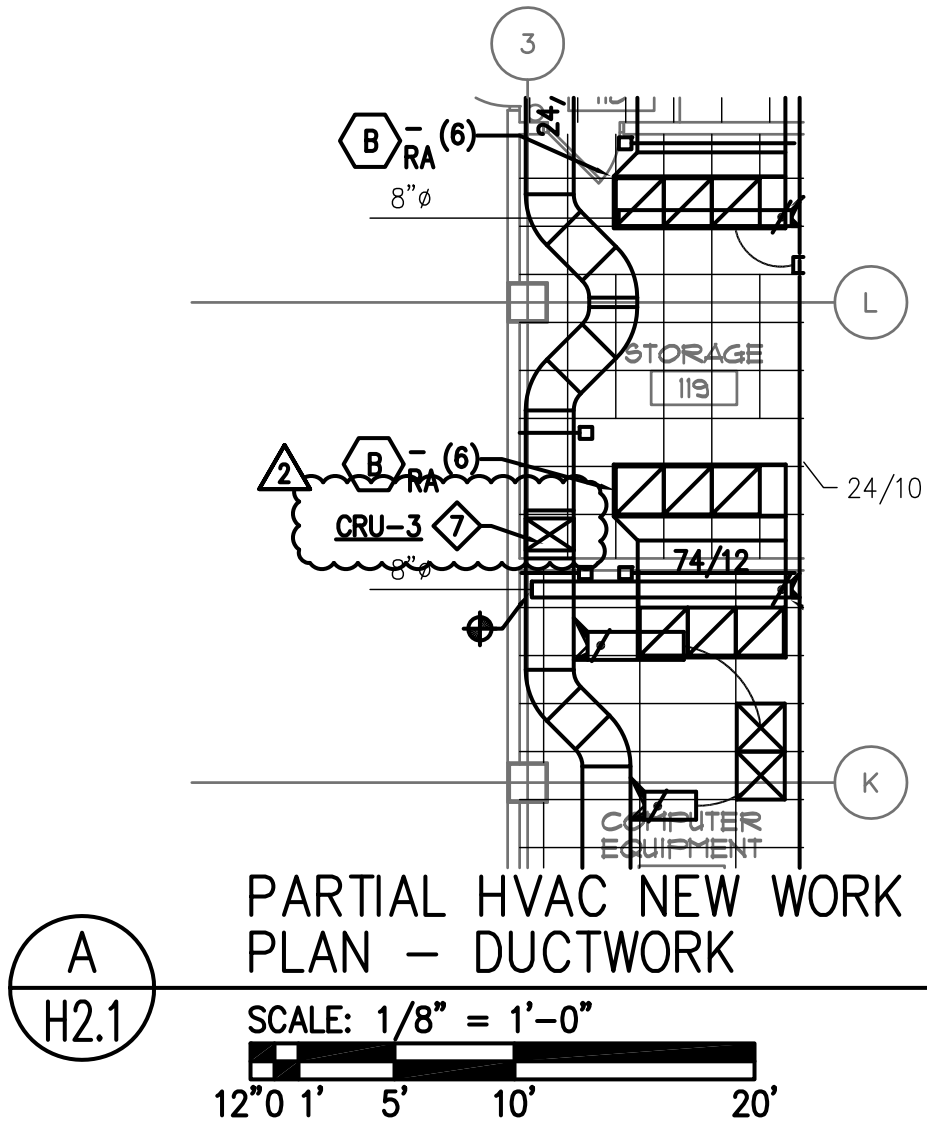 3
24/
B - RA (6)
8"ø
L
STORAGE
119
B - RA (6)
2
24/10
CRU-3 7
74/12
8"ø
K
COMPUTER
EQUIPMENT
PARTIAL HVAC NEW WORK
PLAN - DUCTWORK
A
H2.1
SCALE: 1/8" = 1'-0"
12"0 1' 5' 10' 20'